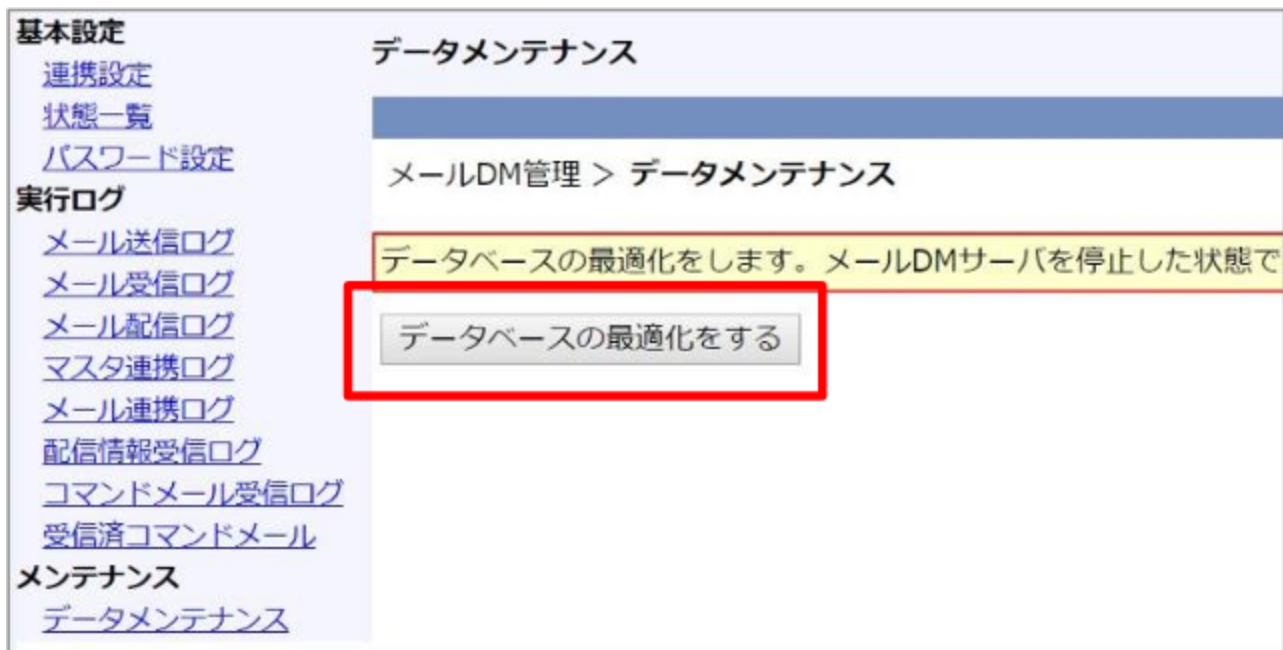 基本設定
連携設定
状態一覧
パスワード設定
実行ログ
メール送信ログ
メール受信ログ
メール配信ログ
マスタ連携ログ
メール連携ログ
配信情報受信ログ
コマンドメール受信ログ
受信済コマンドメール
メンテナンス
データメンテナンス
データメンテナンス
メールDM管理 > データメンテナンス
データベースの最適化をします。メールDMサーバを停止した状態で
データベースの最適化をする